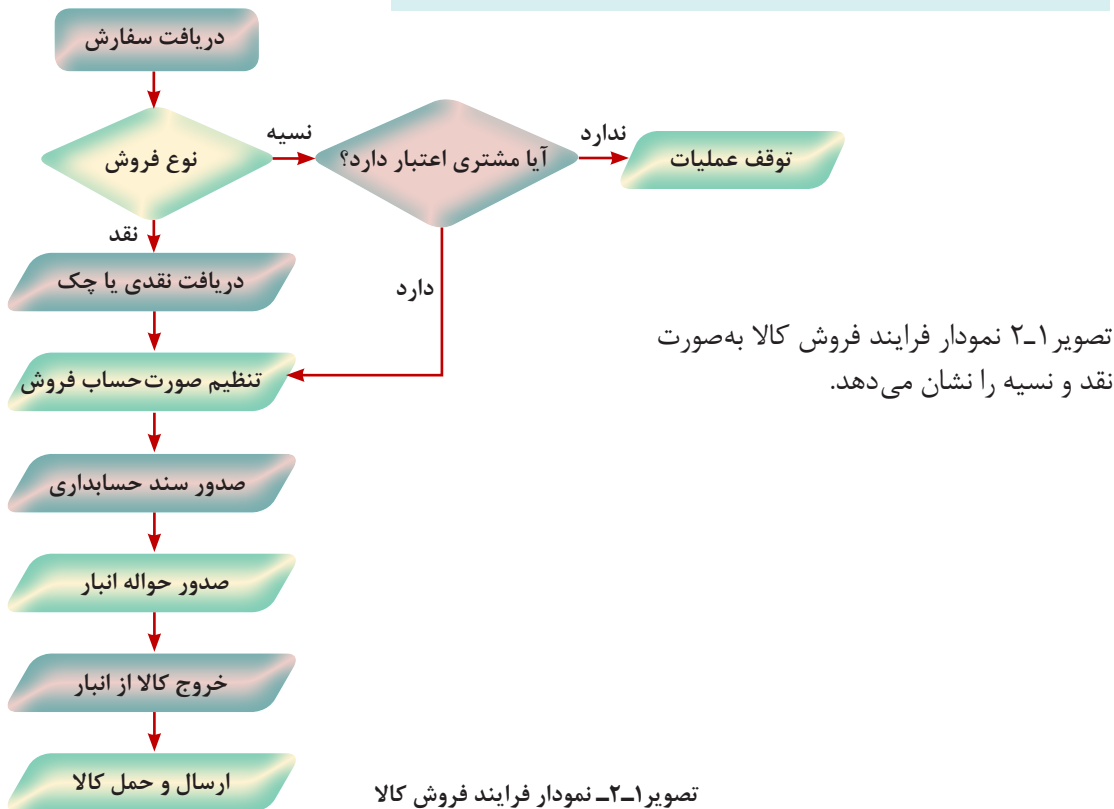 دریافت سفارش
نوع فروش
نسیه
آیا مشتری اعتبار دارد؟
ندارد
توقف عملیات
نقد
دارد
دریافت نقدی یا چک
تنظیم صورت‌حساب فروش
صدور سند حسابداری
صدور حواله انبار
خروج کالا از انبار
ارسال و حمل کالا
تصویر۱ـ۲ نمودار فرایند فروش کالا به‌صورت
نقد و نسیه را نشان می‌دهد.
تصویر۱ـ۲ـ نمودار فرایند فروش کالا